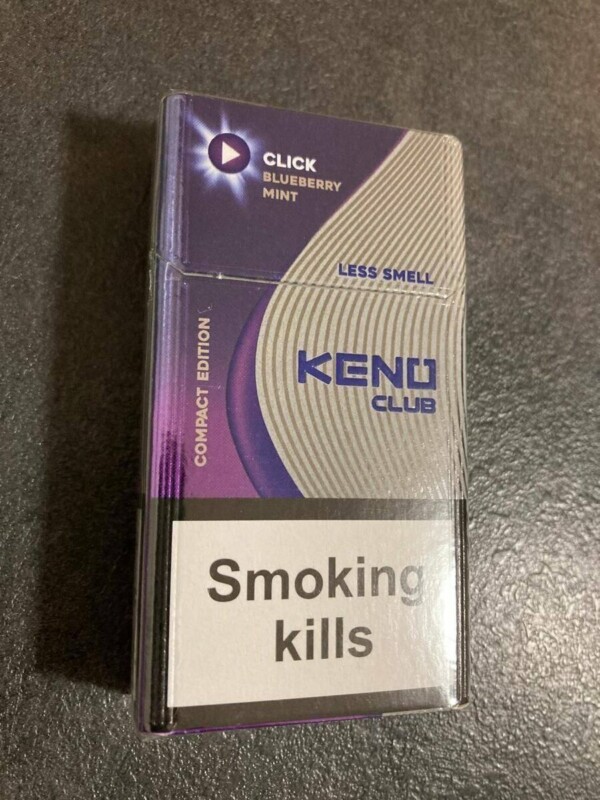 CLICK
BLUEBERRY
MINT
LESS SMELL
COMPACT EDITION
KENO
CLUB
Smoking
kills